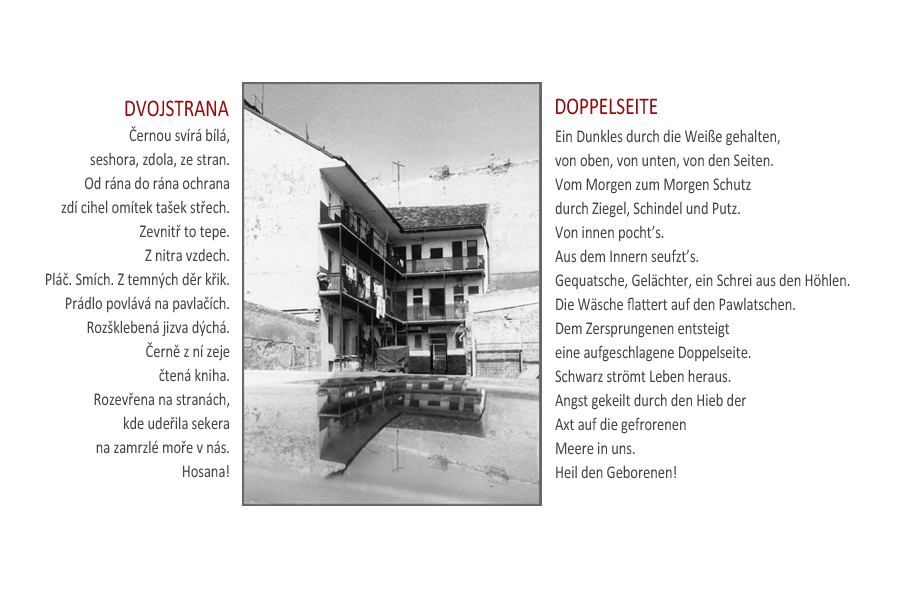 DVOJSTRANA
Černou svírá bílá,
seshora, zdola, ze stran.
Od rána do rána ochrana
zdí cihel omítek tašek střech.
Zevnitř to tepe.
Z nitra vzdech.
Pláč. Smích. Z temných děr křik.
Prádlo povlává na pavlačích.
Rozšklebená jizva dýchá.
Černě z ní zeje
čtená kniha.
Rozevřena na stranách,
kde udeřila sekera
na zamrzlé moře v nás.
Hosana!
DOPPELSEITE
Ein Dunkles durch die Weiße gehalten,
von oben, von unten, von den Seiten.
Vom Morgen zum Morgen Schutz
durch Ziegel, Schindel und Putz.
Von innen pocht’s.
Aus dem Innern seufzt’s.
Gequatsche, Gelächter, ein Schrei aus den Höhlen.
Die Wäsche flattert auf den Pawlatschen.
Dem Zersprungenen entsteigt
eine aufgeschlagene Doppelseite.
Schwarz strömt Leben heraus.
Angst gekeilt durch den Hieb der
Axt auf die gefrorenen
Meere in uns.
Heil den Geborenen!